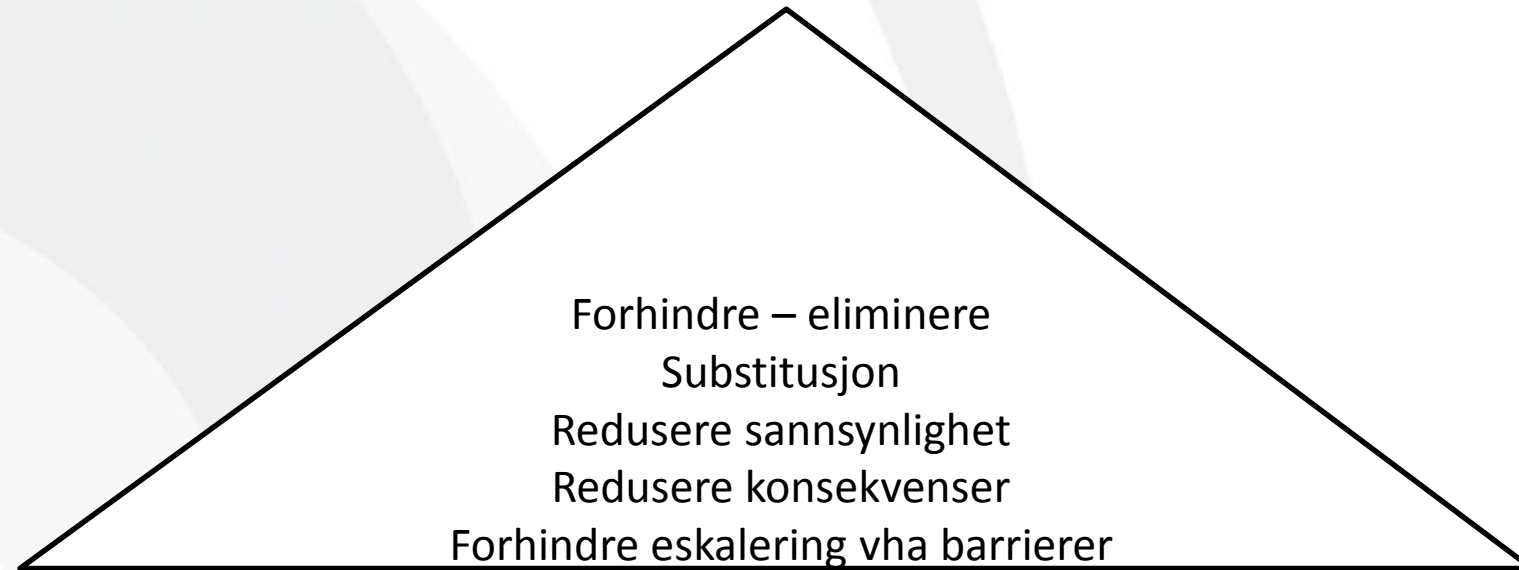 Forhindre – eliminere
Substitusjon
Redusere sannsynlighet
Redusere konsekvenser
Forhindre eskalering vha barrierer